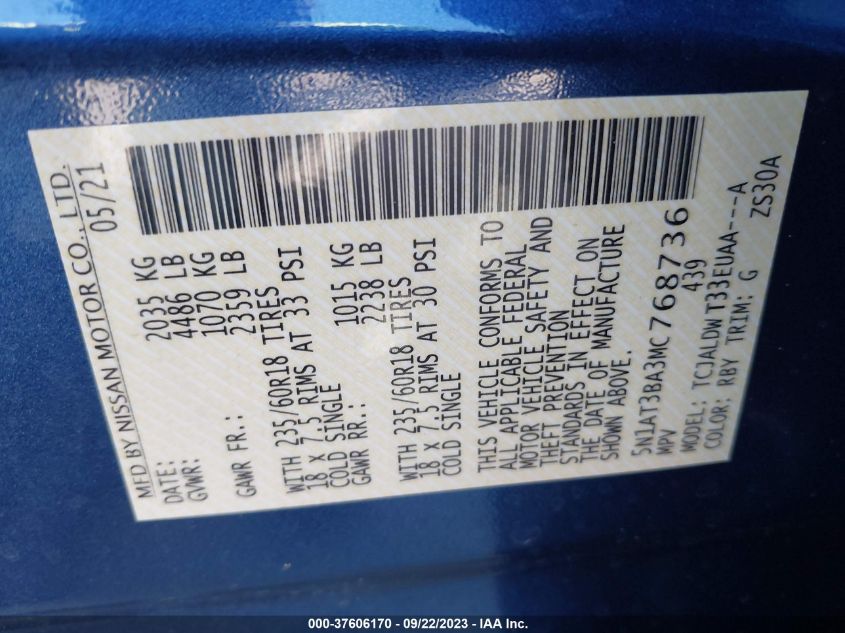 MFD BY NISSAN MOTOR CO., LTD.
DATE: 05/21
GVWR: 2035 KG
4486 LB
GAWR FR.: 1070 KG
2359 LB
WITH 235/60R18 TIRES
18 X 7.5 RIMS AT 33 PSI
COLD SINGLE
GAWR RR.: 1015 KG
2238 LB
WITH 235/60R18 TIRES
18 X 7.5 RIMS AT 30 PSI
COLD SINGLE
THIS VEHICLE CONFORMS TO
ALL APPLICABLE FEDERAL
MOTOR VEHICLE SAFETY AND
THEFT PREVENTION
STANDARDS IN EFFECT ON
THE DATE OF MANUFACTURE
SHOWN ABOVE.
5N1AT3BA3MC768736
MPV 439
MODEL: TCJALDW T33EUAA---A
COLOR: RBY TRIM: G ZS30A
000-37606170 - 09/22/2023 - IAA Inc.